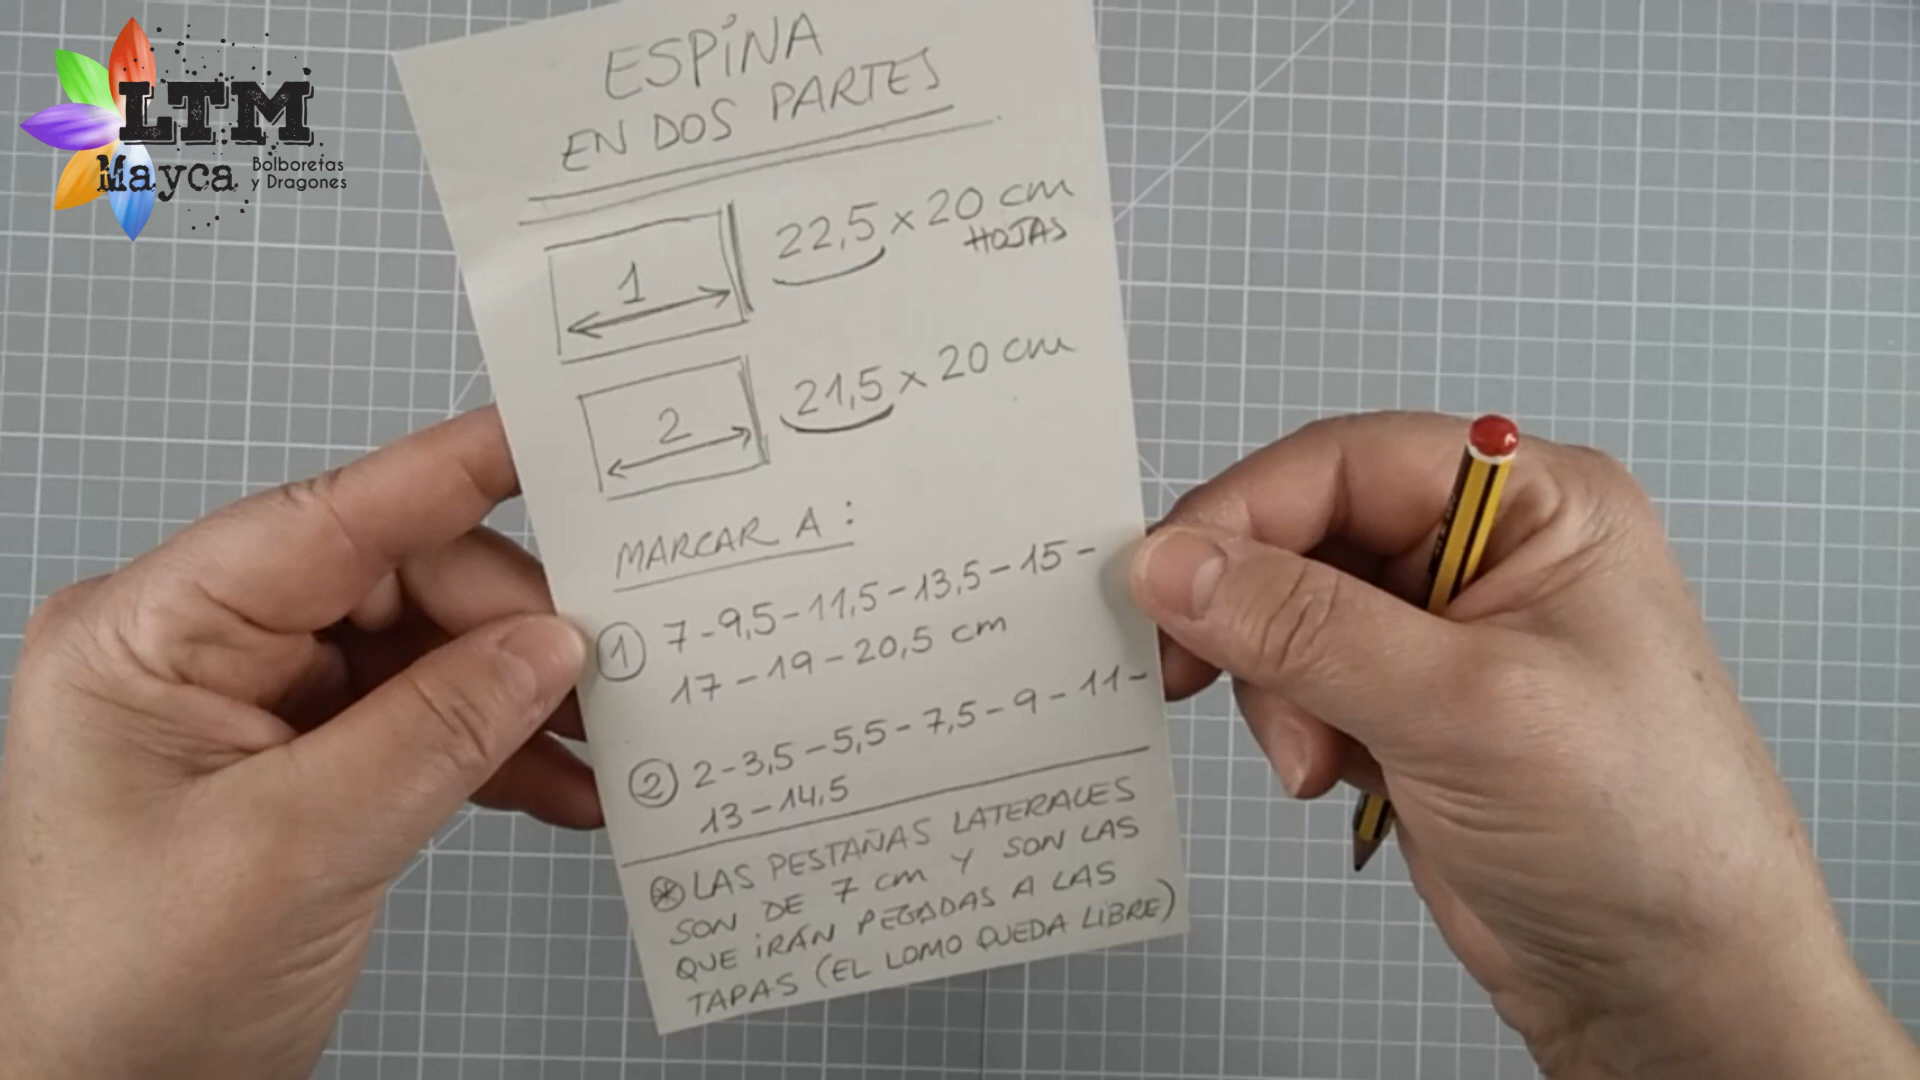 LTM
Mayca
Bolboretas
y Dragones
ESPINA
EN DOS PARTES
1
22,5 x 20 cm
HOJAS
2
21,5 x 20 cm
MARCAR A:
1 7-9,5-11,5-13,5-15-
17-19-20,5 cm
2 2-3,5-5,5-7,5-9-11-
13-14,5
* LAS PESTAÑAS LATERALES
SON DE 7 cm Y SON LAS
QUE IRÁN PEGADAS A LAS
TAPAS (EL LOMO QUEDA LIBRE)